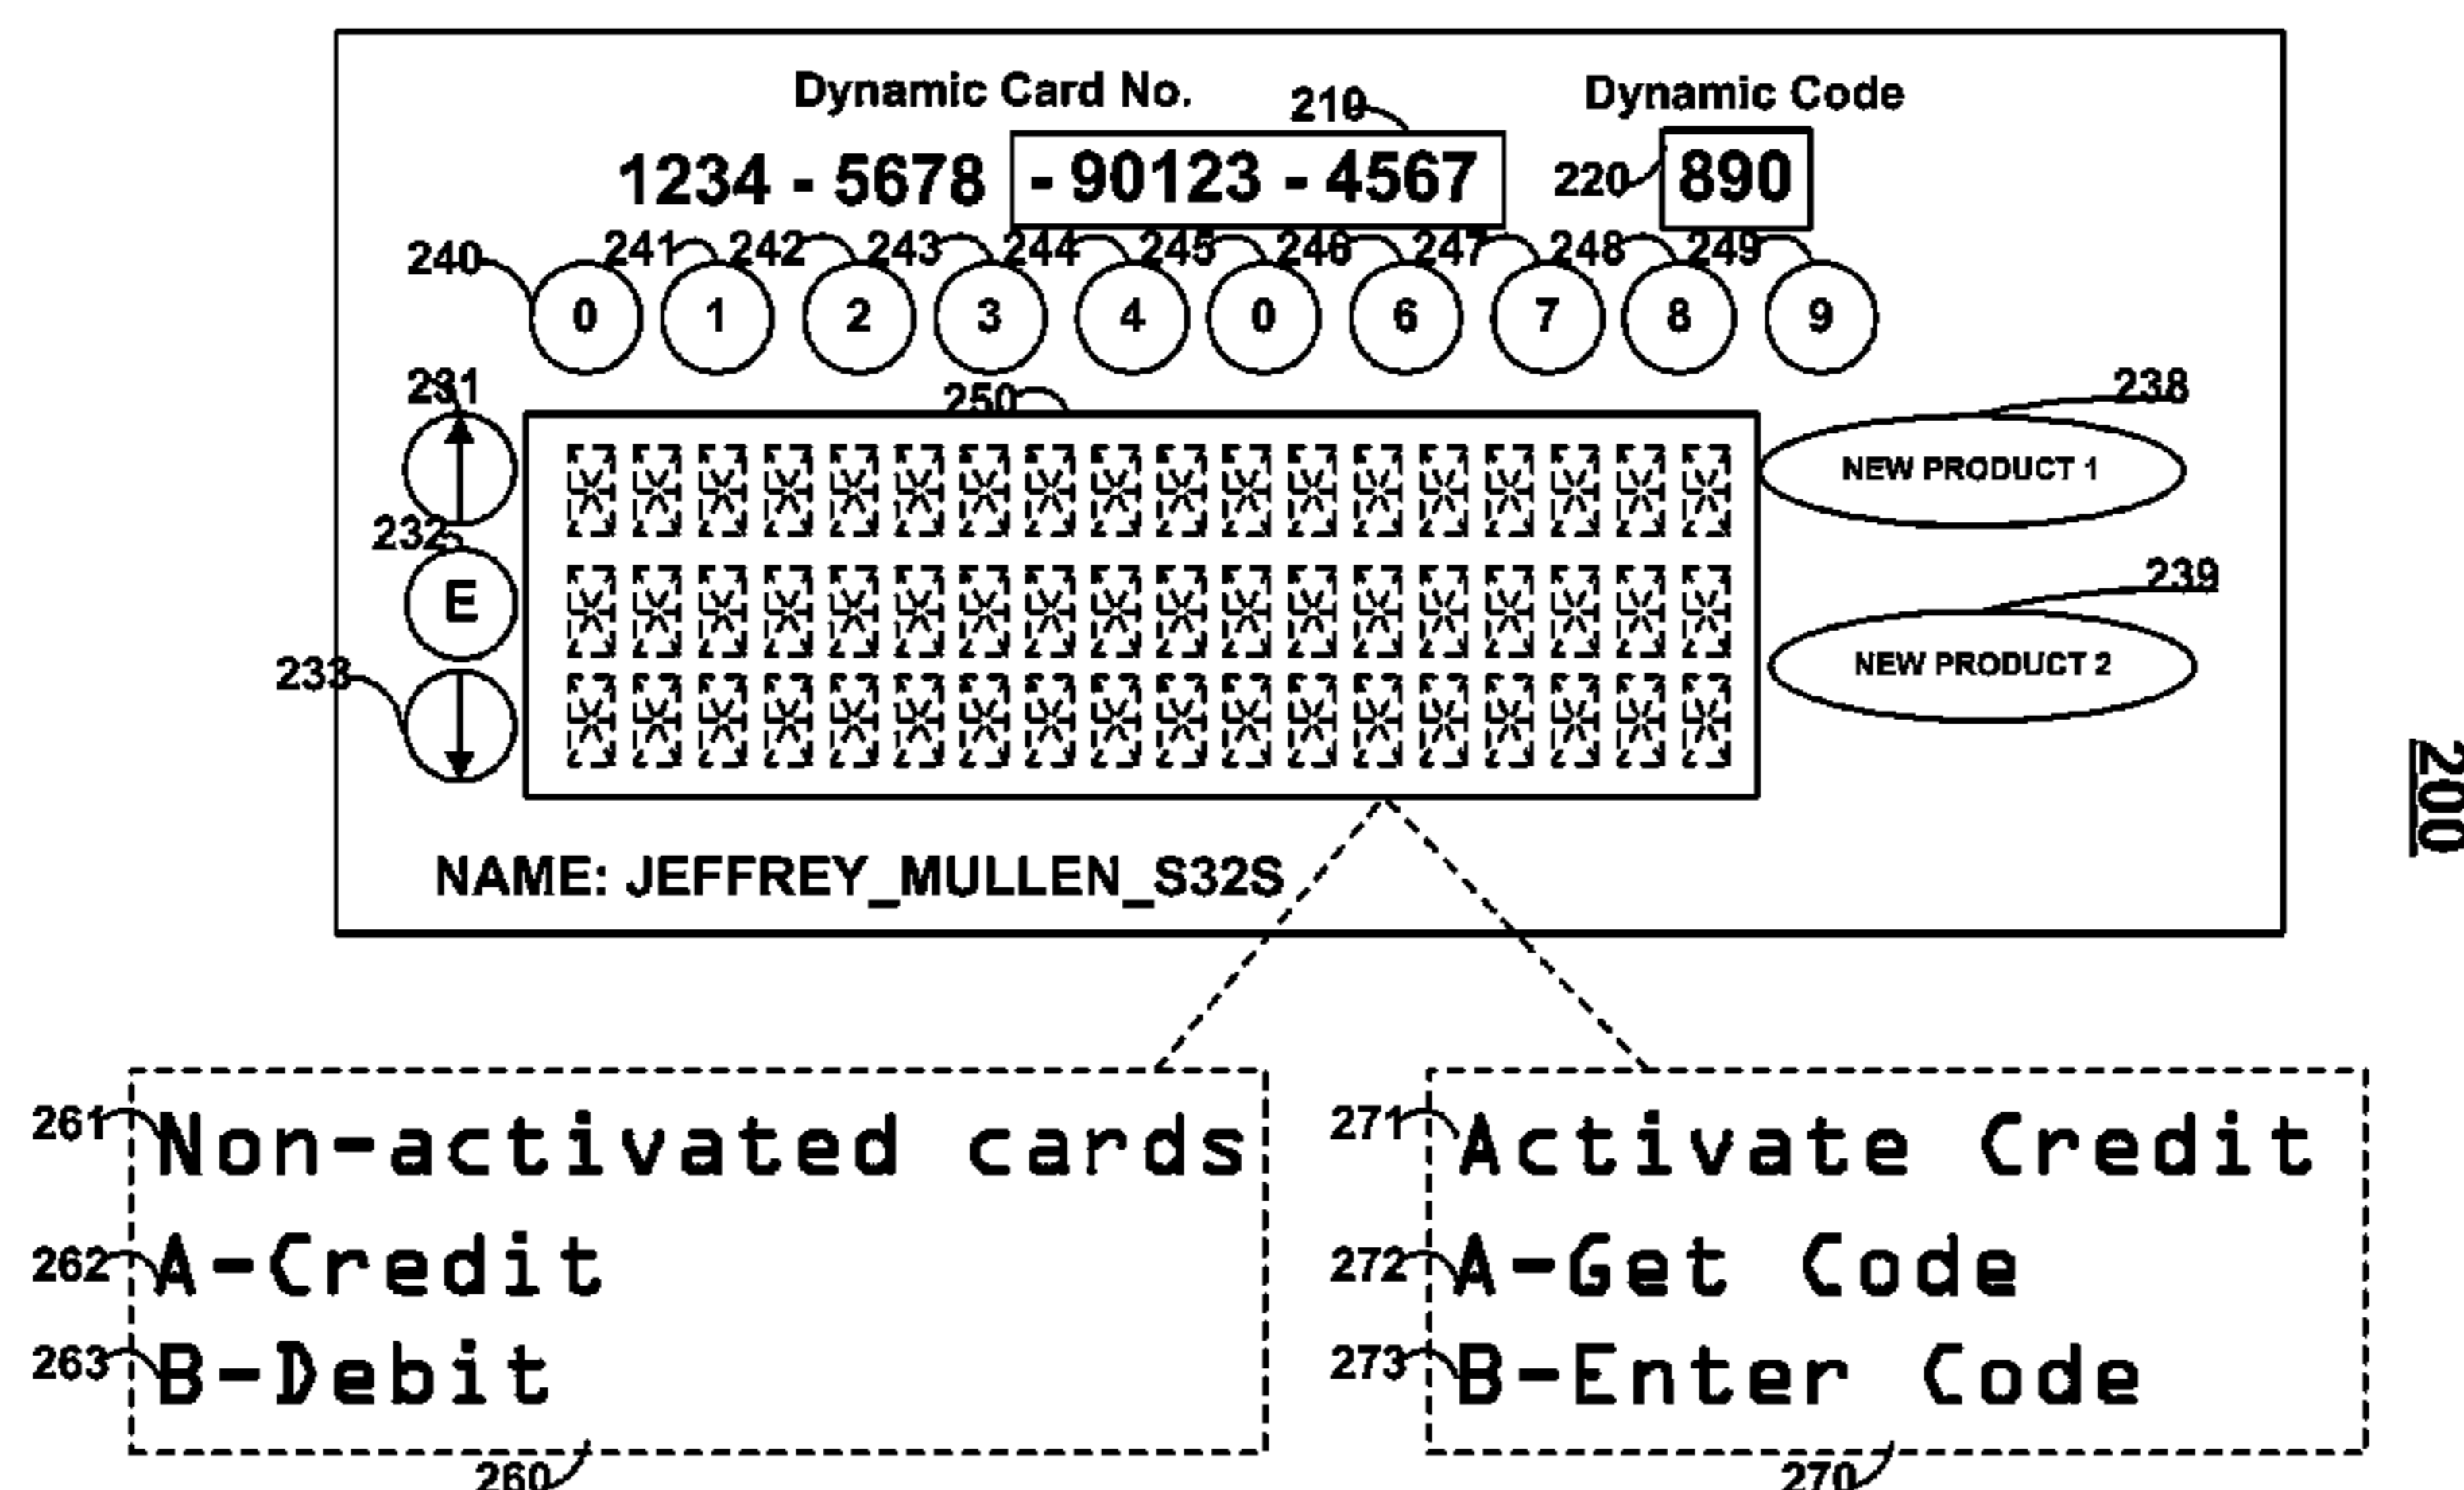 Dynamic Card No. 210 Dynamic Code
1234 - 5678 - 90123 - 4567 220 890
240 241 242 243 244 245 246 247 248 249
0 1 2 3 4 0 6 7 8 9
231 250 238
NEW PRODUCT 1
232
E
239
NEW PRODUCT 2
233
200
NAME: JEFFREY_MULLEN_S32S
261 Non-activated cards
262 A-Credit
263 B-Debit
260
271 Activate Credit
272 A-Get Code
273 B-Enter Code
270